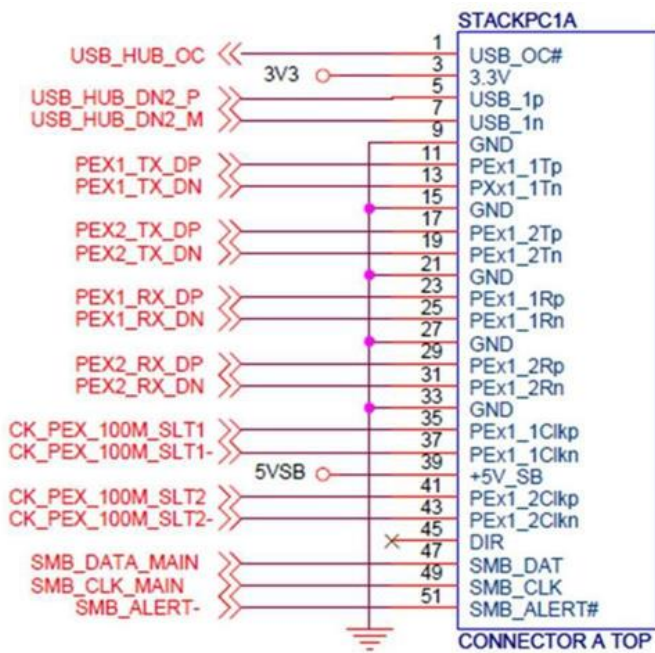 STACKPC1A
USB_HUB_OC 1 USB_OC#
3V3 3 3.3V
USB_HUB_DN2_P 5 USB_1p
USB_HUB_DN2_M 7 USB_1n
9 GND
PEX1_TX_DP 11 PEx1_1Tp
PEX1_TX_DN 13 PXx1_1Tn
15 GND
PEX2_TX_DP 17 PEx1_2Tp
PEX2_TX_DN 19 PEx1_2Tn
21 GND
PEX1_RX_DP 23 PEx1_1Rp
PEX1_RX_DN 25 PEx1_1Rn
27 GND
PEX2_RX_DP 29 PEx1_2Rp
PEX2_RX_DN 31 PEx1_2Rn
33 GND
CK_PEX_100M_SLT1 35 PEx1_1Clkp
CK_PEX_100M_SLT1- 37 PEx1_1Clkn
5VSB 39 +5V_SB
CK_PEX_100M_SLT2 41 PEx1_2Clkp
CK_PEX_100M_SLT2- 43 PEx1_2Clkn
45 DIR
SMB_DATA_MAIN 47 SMB_DAT
SMB_CLK_MAIN 49 SMB_CLK
SMB_ALERT- 51 SMB_ALERT#
CONNECTOR A TOP